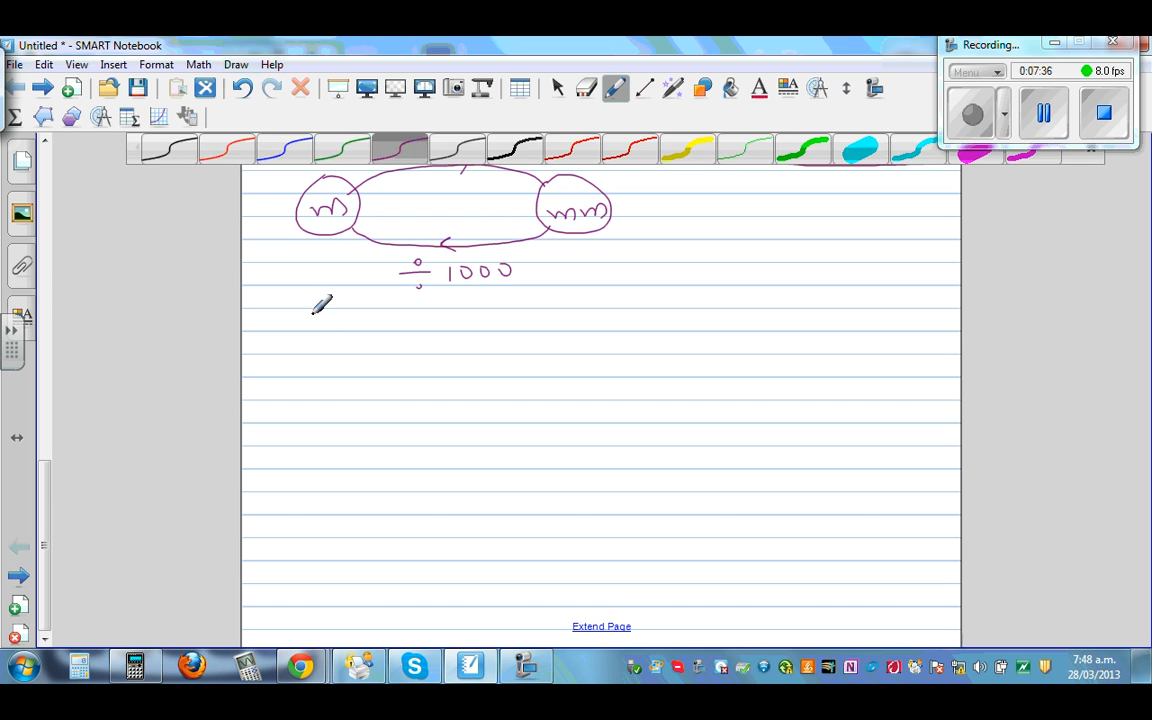 Untitled * - SMART Notebook
Recording...
File Edit View Insert Format Math Draw Help
Menu 0:07:36 8.0 fps
m mm
÷ 1000
Extend Page
7:48 a.m.
28/03/2013